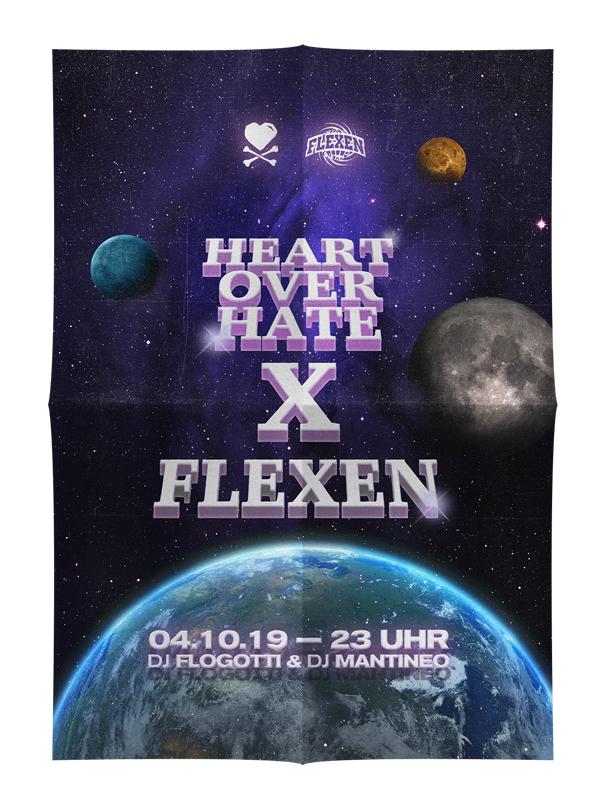 FLEXEN
HEART
OVER
HATE
X
FLEXEN
04.10.19 — 23 UHR
DJ FLOGOTTI & DJ MANTINEO